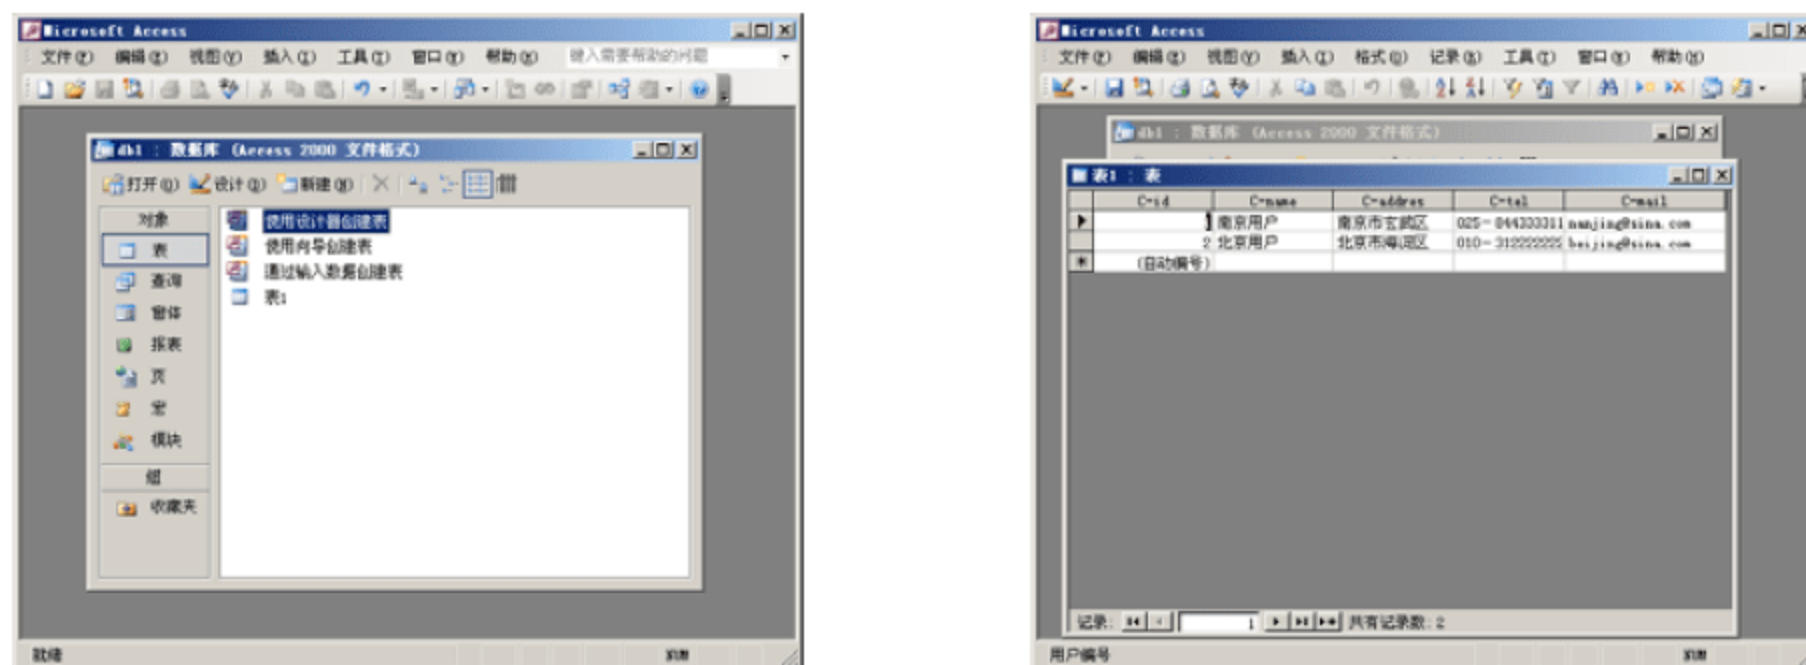 Microsoft Access
文件(F) 编辑(E) 视图(V) 插入(I) 工具(T) 窗口(W) 帮助(H) 键入需要帮助的问题
db1 : 数据库 (Access 2000 文件格式)
打开(O) 设计(D) 新建(N)
对象
表
查询
窗体
报表
页
宏
模块
组
收藏夹
使用设计器创建表
使用向导创建表
通过输入数据创建表
表1
就绪
Microsoft Access
文件(F) 编辑(E) 视图(V) 插入(I) 格式(O) 记录(R) 工具(T) 窗口(W) 帮助(H)
db1 : 数据库 (Access 2000 文件格式)
表1 : 表
C-id C-name C-addres C-tel C-mail
1 南京用户 南京市玄武区 025-844333311 nanjing@sina.com
2 北京用户 北京市海淀区 010-312222225 beijing@sina.com
(自动编号)
记录: 1 共有记录数: 2
用户编号